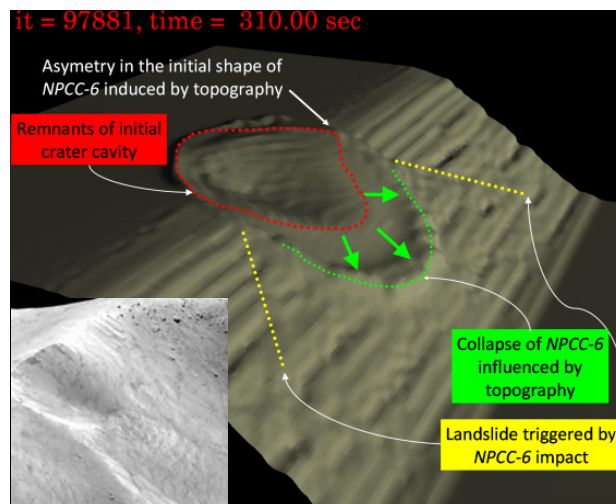 it = 97881, time = 310.00 sec
Asymetry in the initial shape of
NPCC-6 induced by topography
Remnants of initial
crater cavity
Collapse of NPCC-6
influenced by
topography
Landslide triggered by
NPCC-6 impact